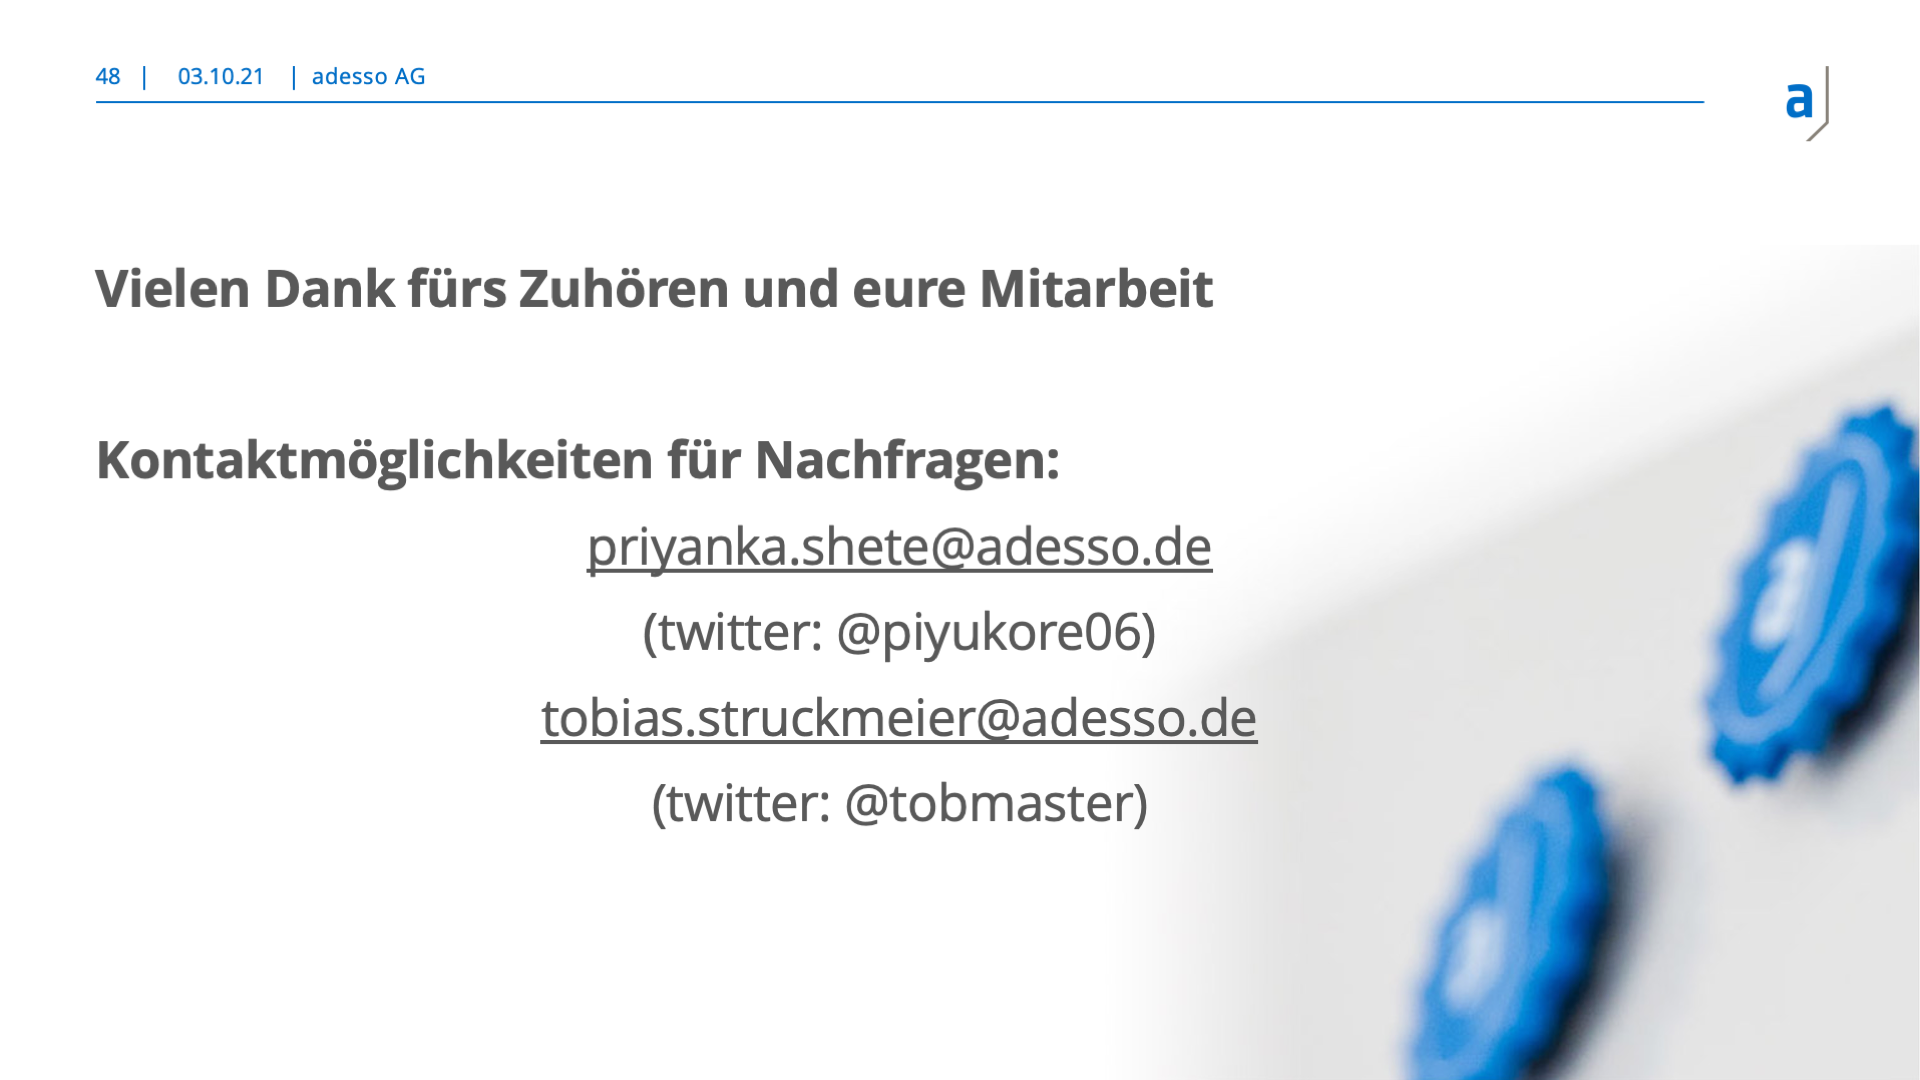 48 | 03.10.21 | adesso AG
a
Vielen Dank fürs Zuhören und eure Mitarbeit
Kontaktmöglichkeiten für Nachfragen:
priyanka.shete@adesso.de
(twitter: @piyukore06)
tobias.struckmeier@adesso.de
(twitter: @tobmaster)